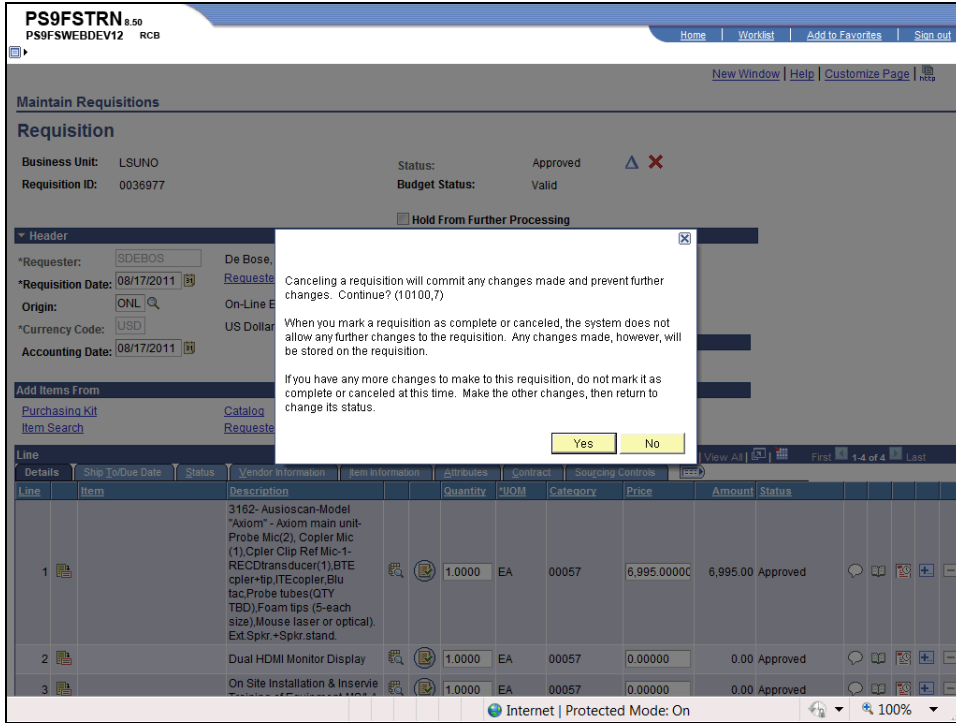 PS9FSTRN 8.50
PS9FSWEBDEV12 RCB
Home | Worklist | Add to Favorites | Sign out
New Window | Help | Customize Page | http
Maintain Requisitions
Requisition
Business Unit: LSUNO Status: Approved
Requisition ID: 0036977 Budget Status: Valid
Hold From Further Processing
Header
*Requester: SDEBOS De Bose,
*Requisition Date: 08/17/2011 31 Requeste
Origin: ONL On-Line E
*Currency Code: USD US Dollar
Accounting Date: 08/17/2011 31
Canceling a requisition will commit any changes made and prevent further
changes. Continue? (10100,7)
When you mark a requisition as complete or canceled, the system does not
allow any further changes to the requisition. Any changes made, however, will
be stored on the requisition.
If you have any more changes to make to this requisition, do not mark it as
complete or canceled at this time. Make the other changes, then return to
change its status.
Yes No
Add Items From
Purchasing Kit Catalog
Item Search Requeste
Line | View All | First 1-4 of 4 Last
Details Ship To/Due Date Status Vendor Information Item Information Attributes Contract Sourcing Controls
Line Item Description Quantity *UOM Category Price Amount Status
3162- Ausioscan-Model
"Axiom" - Axiom main unit-
Probe Mic(2), Copler Mic
(1),Cpler Clip Ref Mic-1-
RECDtransducer(1),BTE
cpler+tip,ITEcopler,Blu
1 1.0000 EA 00057 6,995.00000 6,995.00 Approved
tac,Probe tubes(QTY
TBD),Foam tips (5-each
size),Mouse laser or optical).
Ext.Spkr.+Spkr.stand.
2 Dual HDMI Monitor Display 1.0000 EA 00057 0.00000 0.00 Approved
On Site Installation & Inservie
3 1.0000 EA 00057 0.00000 0.00 Approved
Internet | Protected Mode: On 100%